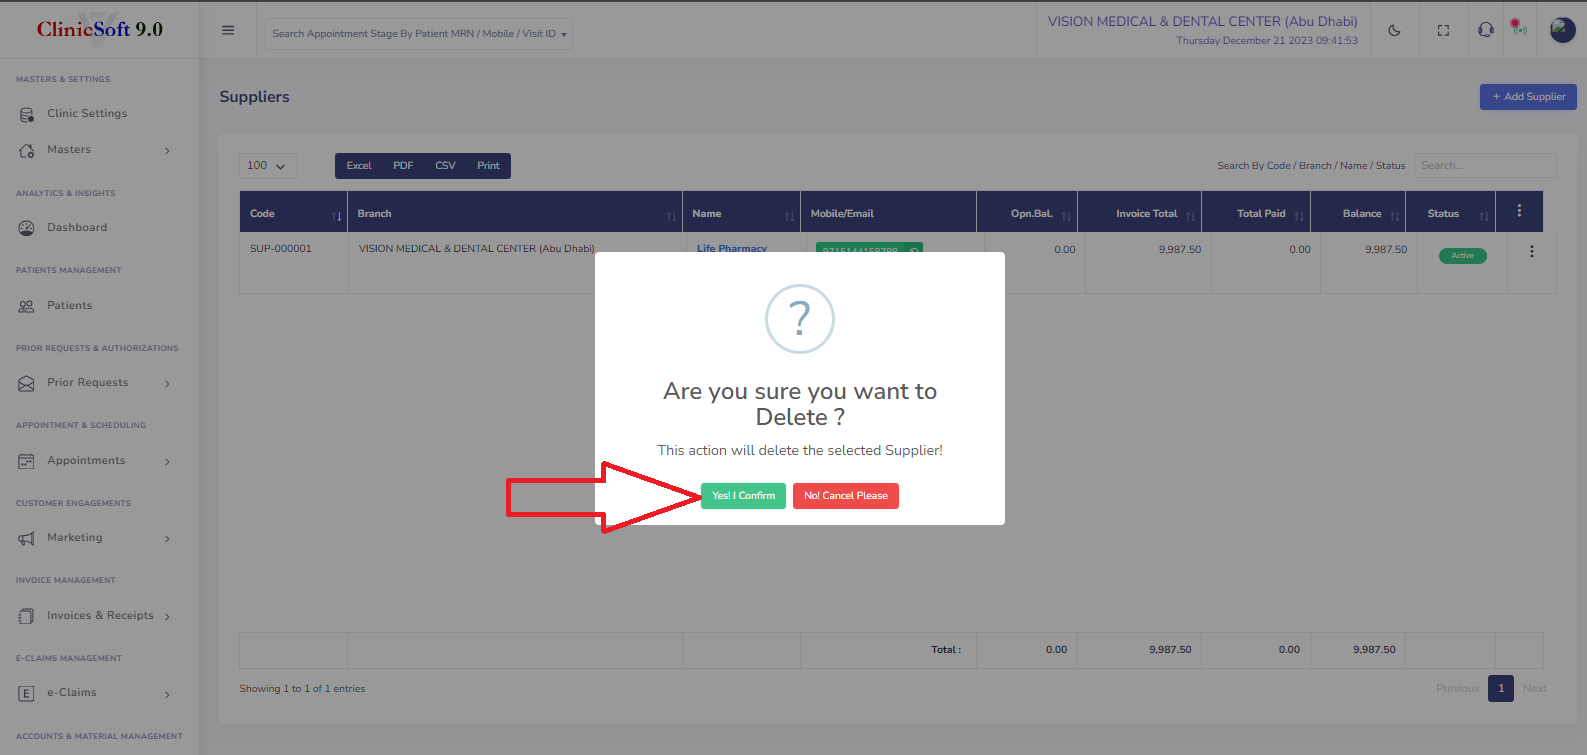 ClinicSoft 9.0
Search Appointment Stage By Patient MRN / Mobile / Visit ID
VISION MEDICAL & DENTAL CENTER (Abu Dhabi)
Thursday December 21 2023 09:41:53
MASTERS & SETTINGS
Clinic Settings
Masters
ANALYTICS & INSIGHTS
Dashboard
PATIENTS MANAGEMENT
Patients
PRIOR REQUESTS & AUTHORIZATIONS
Prior Requests
APPOINTMENT & SCHEDULING
Appointments
CUSTOMER ENGAGEMENTS
Marketing
INVOICE MANAGEMENT
Invoices & Receipts
E-CLAIMS MANAGEMENT
E
e-Claims
ACCOUNTS & MATERIAL MANAGEMENT
Suppliers
+ Add Supplier
100
Excel PDF CSV Print
Search By Code / Branch / Name / Status
Search...
Code Branch Name Mobile/Email Opn.Bal. Invoice Total Total Paid Balance Status
SUP-000001 VISION MEDICAL & DENTAL CENTER (Abu Dhabi) Life Pharmacy 0.00 9,987.50 0.00 9,987.50 Active
?
Are you sure you want to
Delete ?
This action will delete the selected Supplier!
Yes! I Confirm No! Cancel Please
Total : 0.00 9,987.50 0.00 9,987.50
Showing 1 to 1 of 1 entries
Previous 1 Next